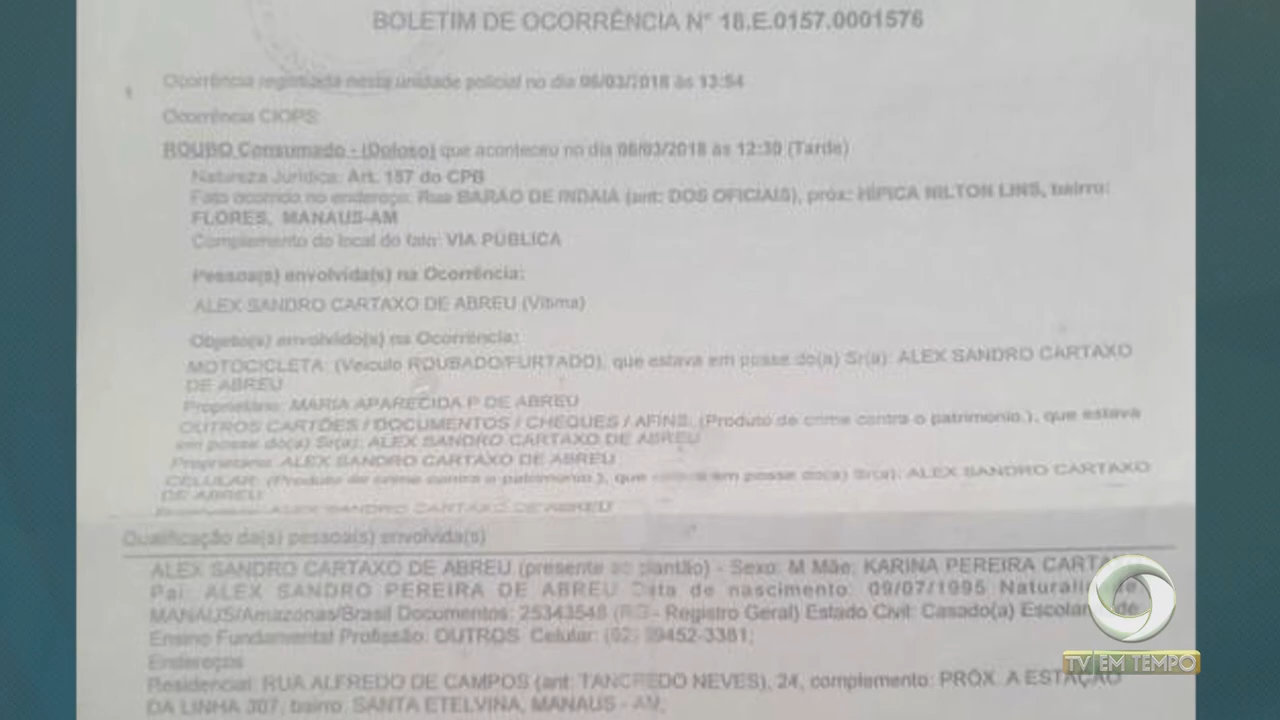 BOLETIM DE OCORRÊNCIA N° 18.E.0157.0001576
Ocorrência registrada nesta unidade policial no dia 06/03/2018 às 13:54
Ocorrência CIOPS:
ROUBO Consumado - (Doloso) que aconteceu no dia 06/03/2018 às 12:30 (Tarde)
Natureza Jurídica: Art. 157 do CPB
Fato ocorrido no endereço: Rua BARÃO DE INDAIÁ (ant: DOS OFICIAIS), próx.: HÍPICA NILTON LINS, bairro:
FLORES, MANAUS-AM
Complemento do local do fato: VIA PÚBLICA
Pessoa(s) envolvida(s) na Ocorrência:
ALEX SANDRO CARTAXO DE ABREU (Vítima)
Objeto(s) envolvido(s) na Ocorrência:
MOTOCICLETA: (Veículo ROUBADO/FURTADO), que estava em posse do(a) Sr(a): ALEX SANDRO CARTAXO
DE ABREU
Proprietário: MARIA APARECIDA P DE ABREU
OUTROS CARTÕES / DOCUMENTOS / CHEQUES / AFINS: (Produto de crime contra o patrimonio.), que estava
em posse do(a) Sr(a): ALEX SANDRO CARTAXO DE ABREU
Proprietário: ALEX SANDRO CARTAXO DE ABREU
CELULAR: (Produto de crime contra o patrimonio.), que em posse do(a) Sr(a): ALEX SANDRO CARTAXO
DE ABREU
ALEX SANDRO CARTAXO DE ABREU
Qualificação da(s) pessoa(s) envolvida(s)
ALEX SANDRO CARTAXO DE ABREU (presente ao plantão) - Sexo: M Mãe: KARINA PEREIRA
Pai: ALEX SANDRO PEREIRA DE ABREU Data de nascimento: 09/07/1995
MANAUS/Amazonas/Brasil Documentos: 25343548 (RG - Registro Geral) Estado Civil: Casado(a) de
Ensino Fundamental Profissão: OUTROS Celular:
Endereços
Residencial: RUA ALFREDO DE CAMPOS (ant: TANCREDO NEVES), 24, complemento: PRÓX. A ESTAÇÃO
DA LINHA 307, bairro: SANTA ETELVINA, MANAUS - AM;
TV EM TEMPO